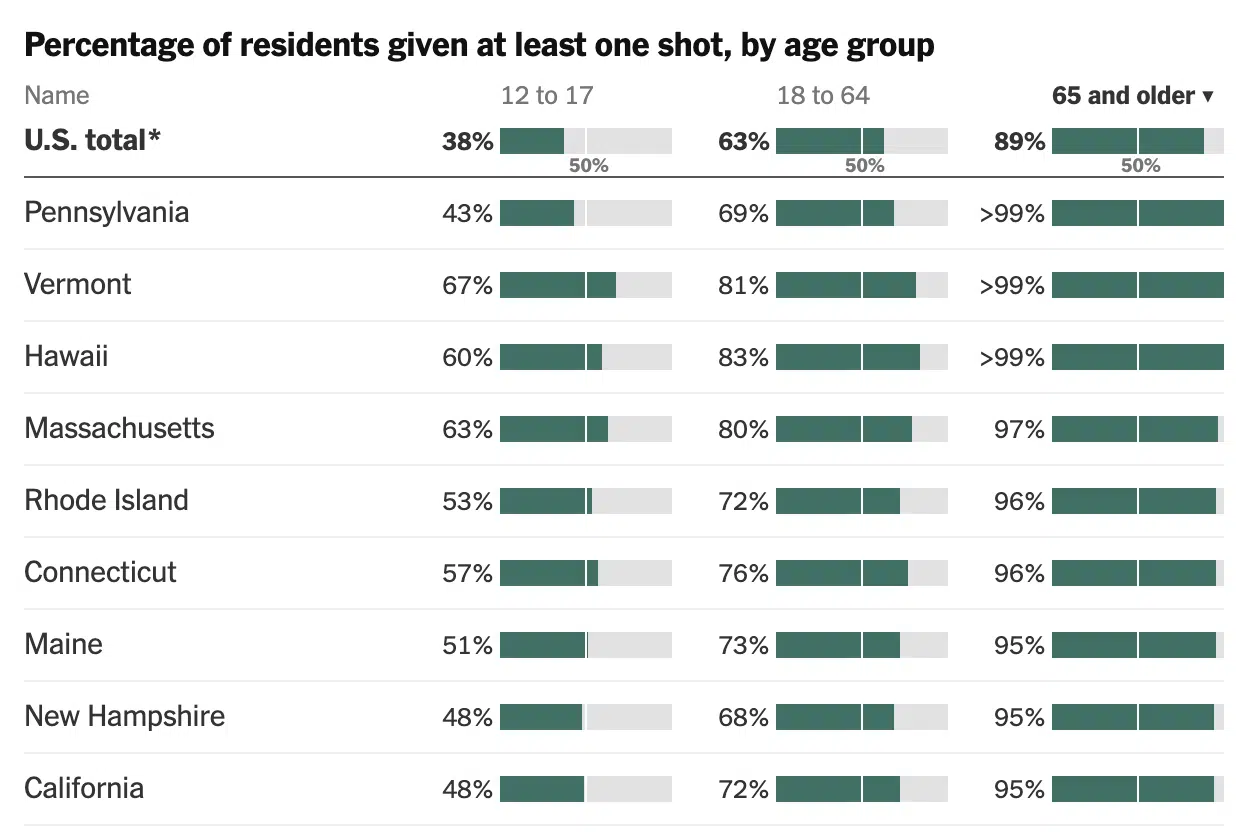 Percentage of residents given at least one shot, by age group
Name 12 to 17 18 to 64 65 and older ▼
U.S. total* 38% 63% 89%
50% 50% 50%
Pennsylvania 43% 69% >99%
Vermont 67% 81% >99%
Hawaii 60% 83% >99%
Massachusetts 63% 80% 97%
Rhode Island 53% 72% 96%
Connecticut 57% 76% 96%
Maine 51% 73% 95%
New Hampshire 48% 68% 95%
California 48% 72% 95%